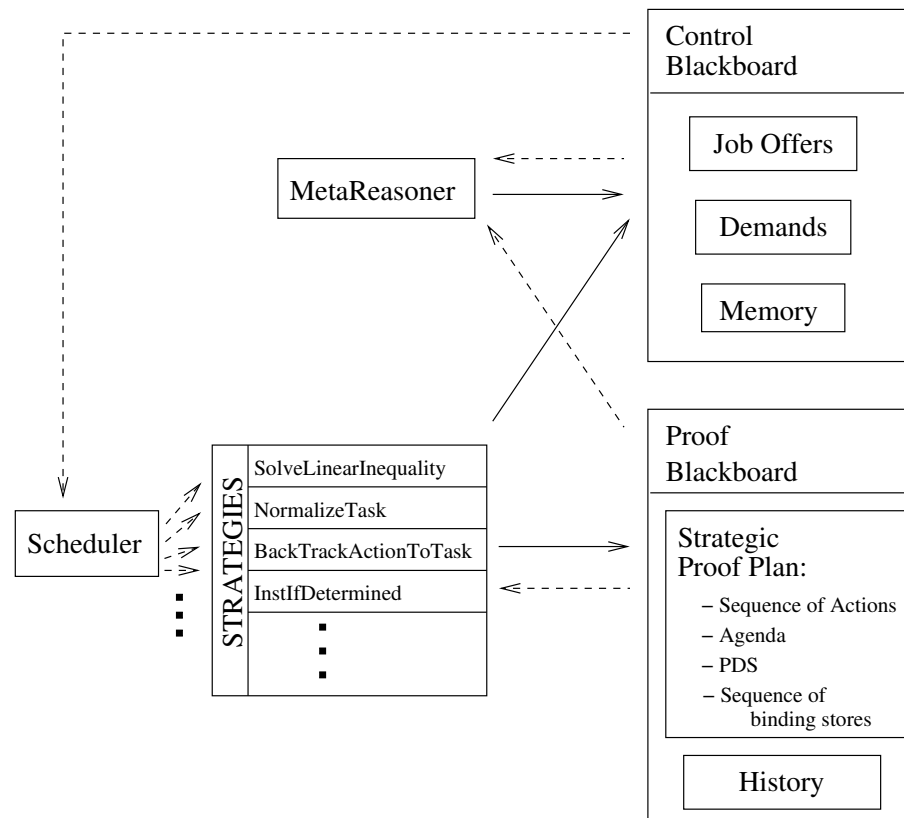 Control
Blackboard
Job Offers
MetaReasoner
Demands
Memory
Proof
Blackboard
STRATEGIES
SolveLinearInequality
NormalizeTask
BackTrackActionToTask
InstIfDetermined
Scheduler
Strategic
Proof Plan:
– Sequence of Actions
– Agenda
– PDS
– Sequence of
binding stores
History